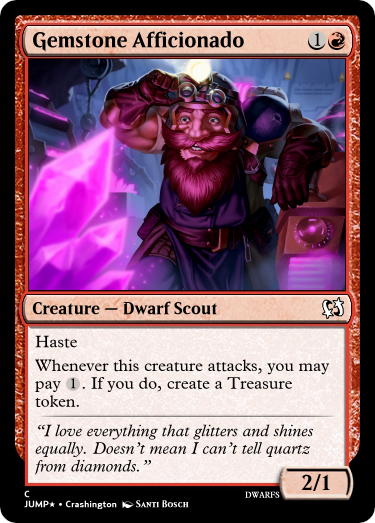 Gemstone Afficionado 1
Creature — Dwarf Scout
Haste
Whenever this creature attacks, you may
pay 1. If you do, create a Treasure
token.
“I love everything that glitters and shines
equally. Doesn't mean I can't tell quartz
from diamonds.”
2/1
C
JUMP★ • Crashington Santi Bosch
DWARFS